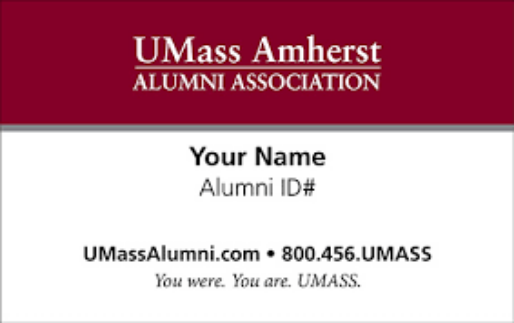 UMass Amherst
ALUMNI ASSOCIATION
Your Name
Alumni ID#
UMassAlumni.com • 800.456.UMASS
You were. You are. UMASS.